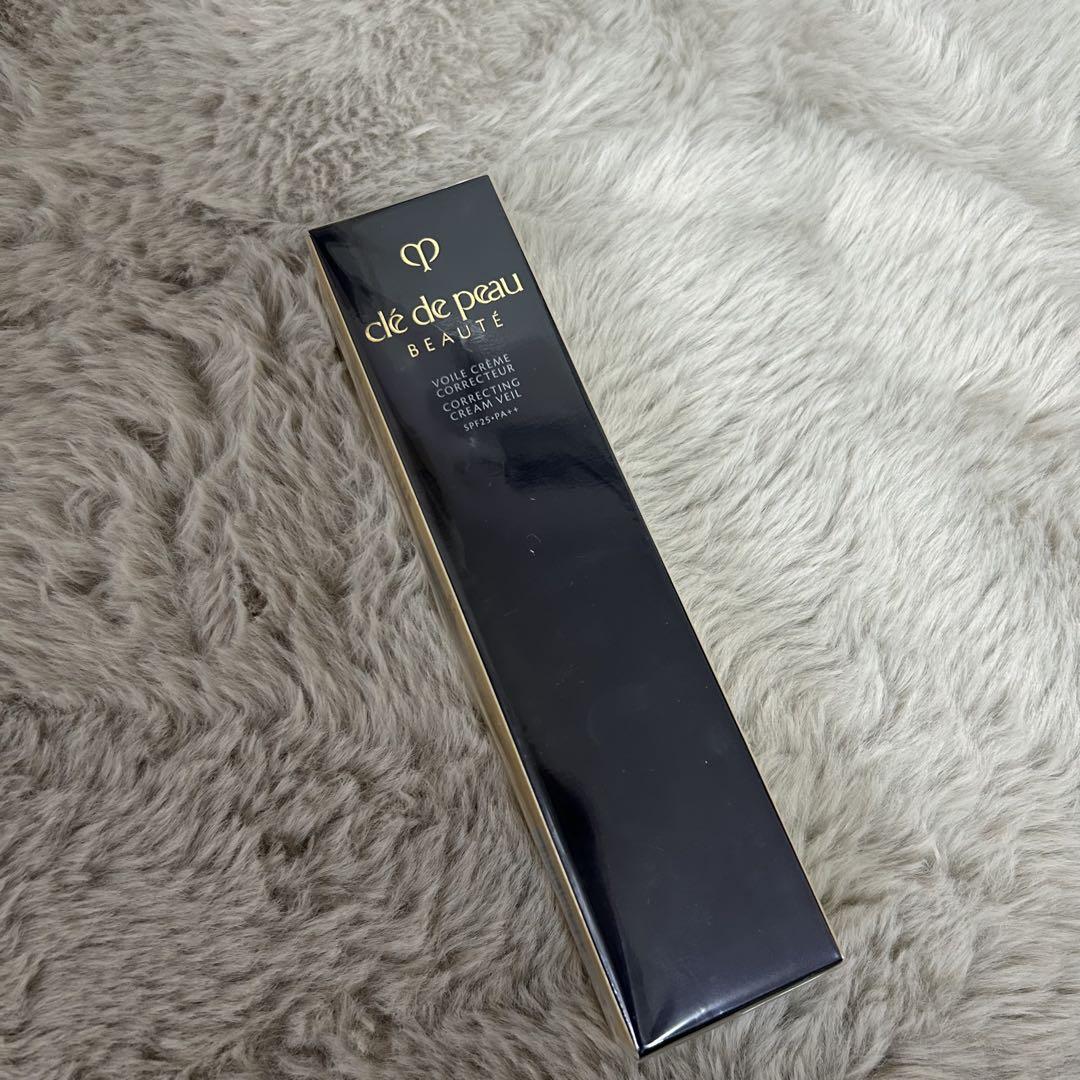 clé de peau
BEAUTÉ
VOILE CRÈME
CORRECTEUR
CORRECTING
CREAM VEIL
SPF25•PA++